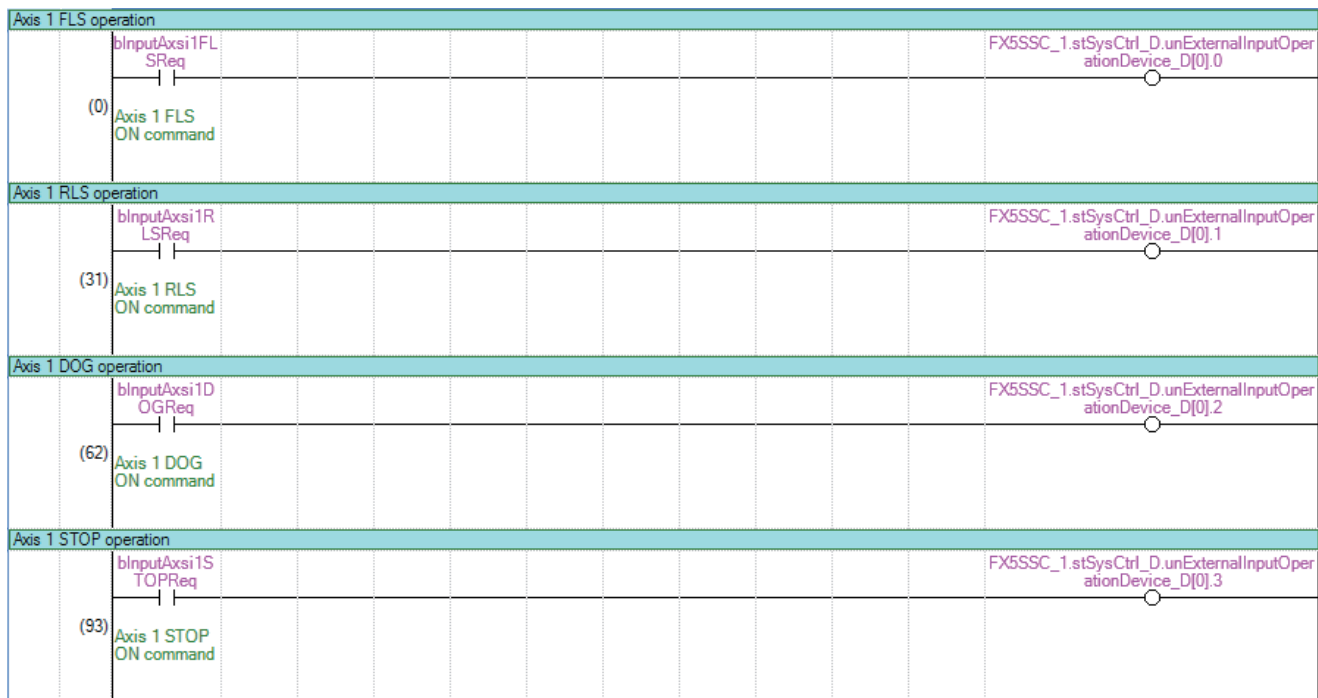 Axis 1 FLS operation
bInputAxsi1FL
SReq
FX5SSC_1.stSysCtrl_D.unExternalInputOper
ationDevice_D[0].0
(0)
Axis 1 FLS
ON command
Axis 1 RLS operation
bInputAxsi1R
LSReq
FX5SSC_1.stSysCtrl_D.unExternalInputOper
ationDevice_D[0].1
(31)
Axis 1 RLS
ON command
Axis 1 DOG operation
bInputAxsi1D
OGReq
FX5SSC_1.stSysCtrl_D.unExternalInputOper
ationDevice_D[0].2
(62)
Axis 1 DOG
ON command
Axis 1 STOP operation
bInputAxsi1S
TOPReq
FX5SSC_1.stSysCtrl_D.unExternalInputOper
ationDevice_D[0].3
(93)
Axis 1 STOP
ON command